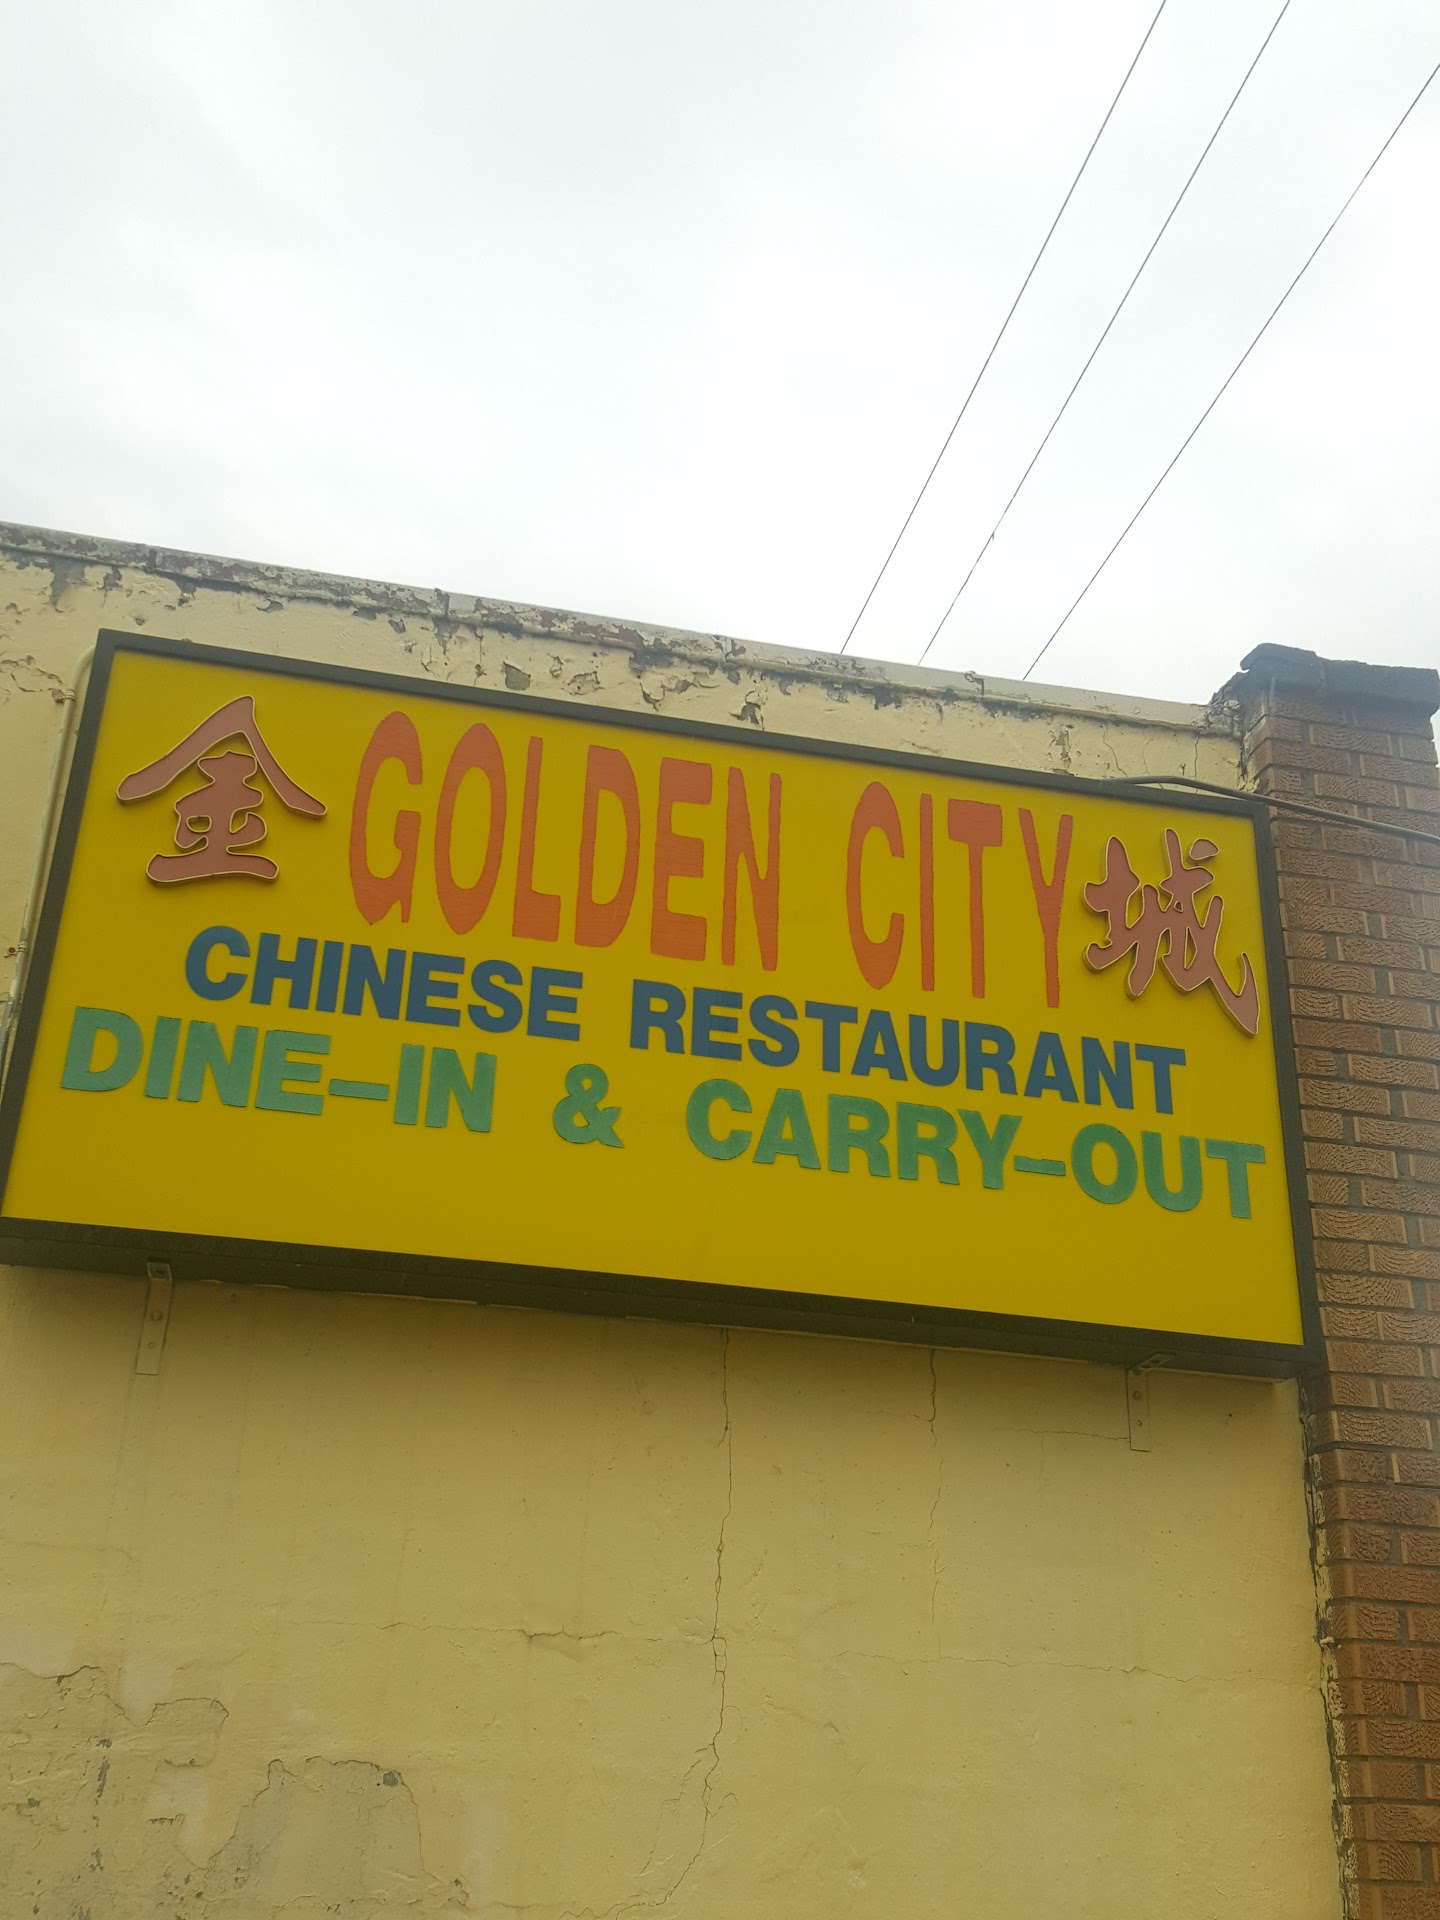 金 GOLDEN CITY 城
CHINESE RESTAURANT
DINE-IN & CARRY-OUT